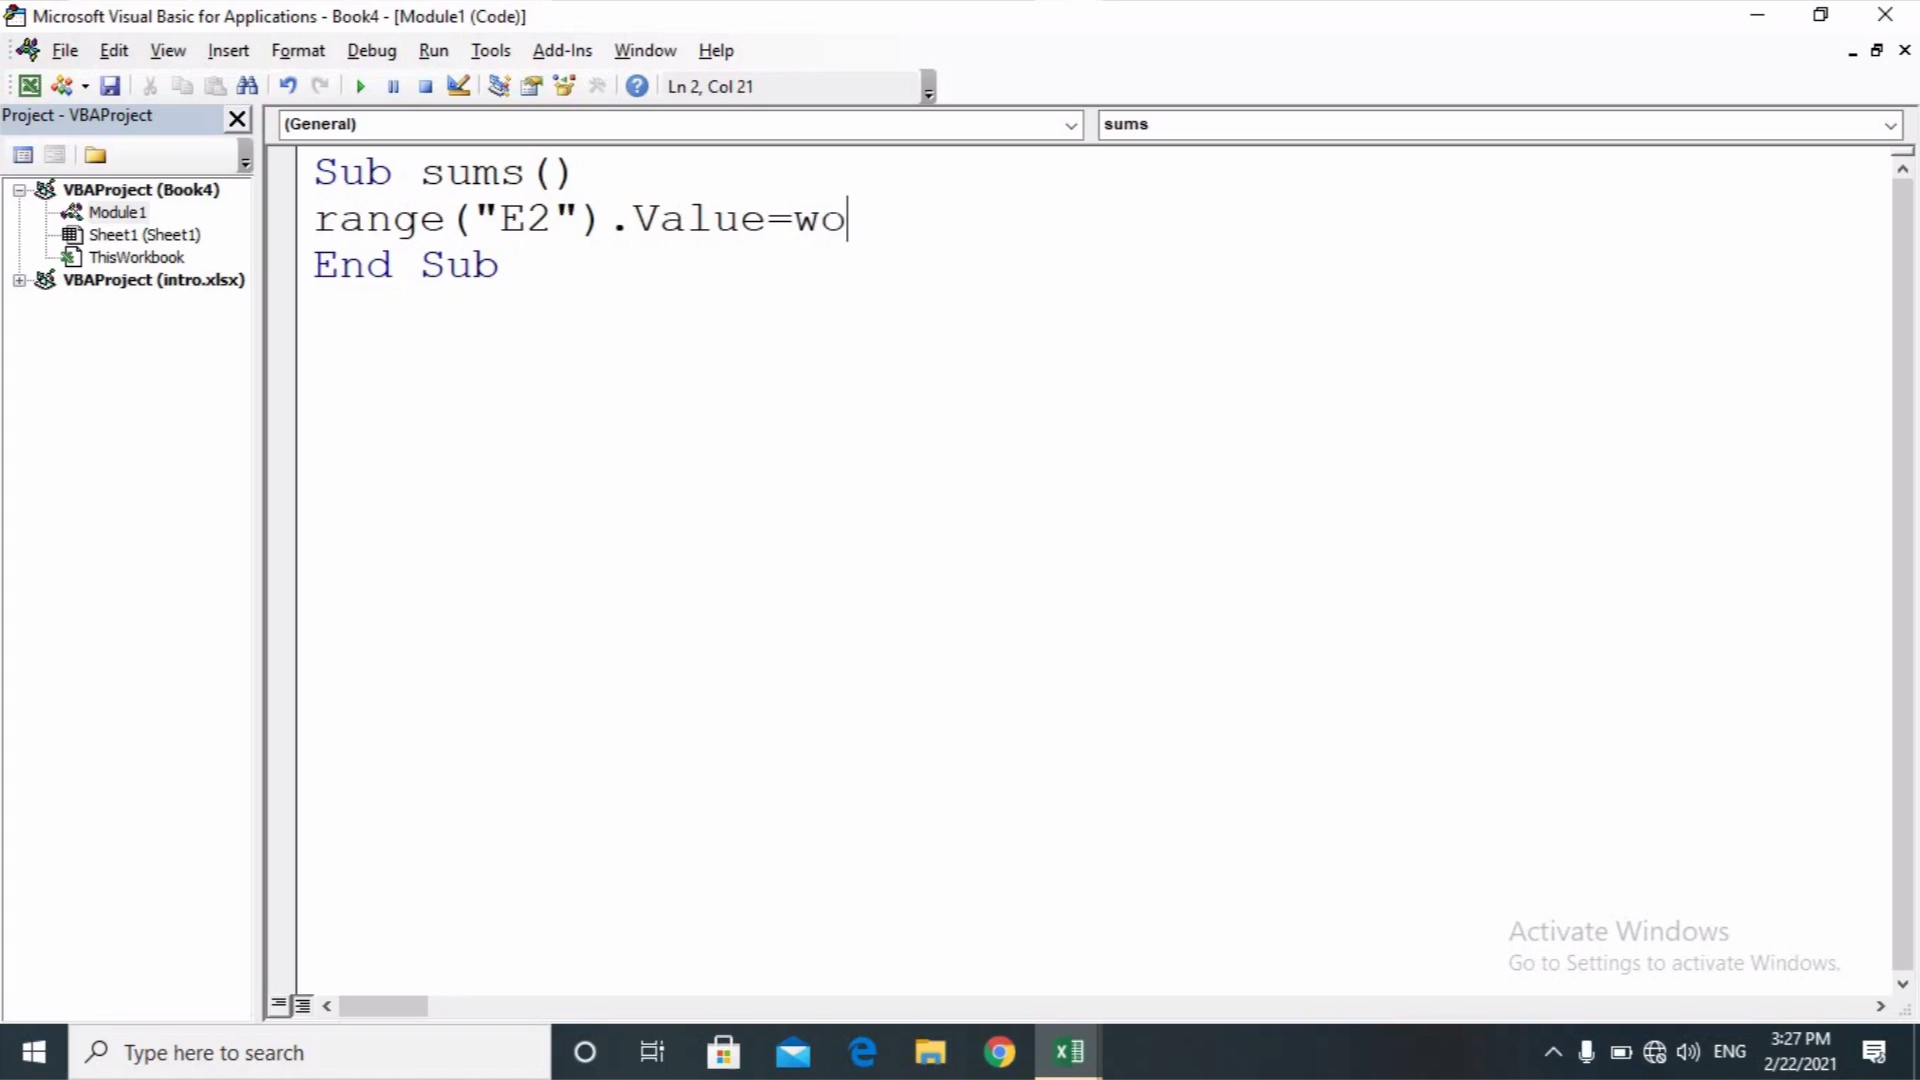 Microsoft Visual Basic for Applications - Book4 - [Module1 (Code)]
File Edit View Insert Format Debug Run Tools Add-Ins Window Help
Ln 2, Col 21
Project - VBAProject
(General)
sums
VBAProject (Book4)
Module1
Sheet1 (Sheet1)
ThisWorkbook
VBAProject (intro.xlsx)
Sub sums()
range("E2").Value=wo
End Sub
Activate Windows
Go to Settings to activate Windows.
Type here to search
ENG
3:27 PM
2/22/2021